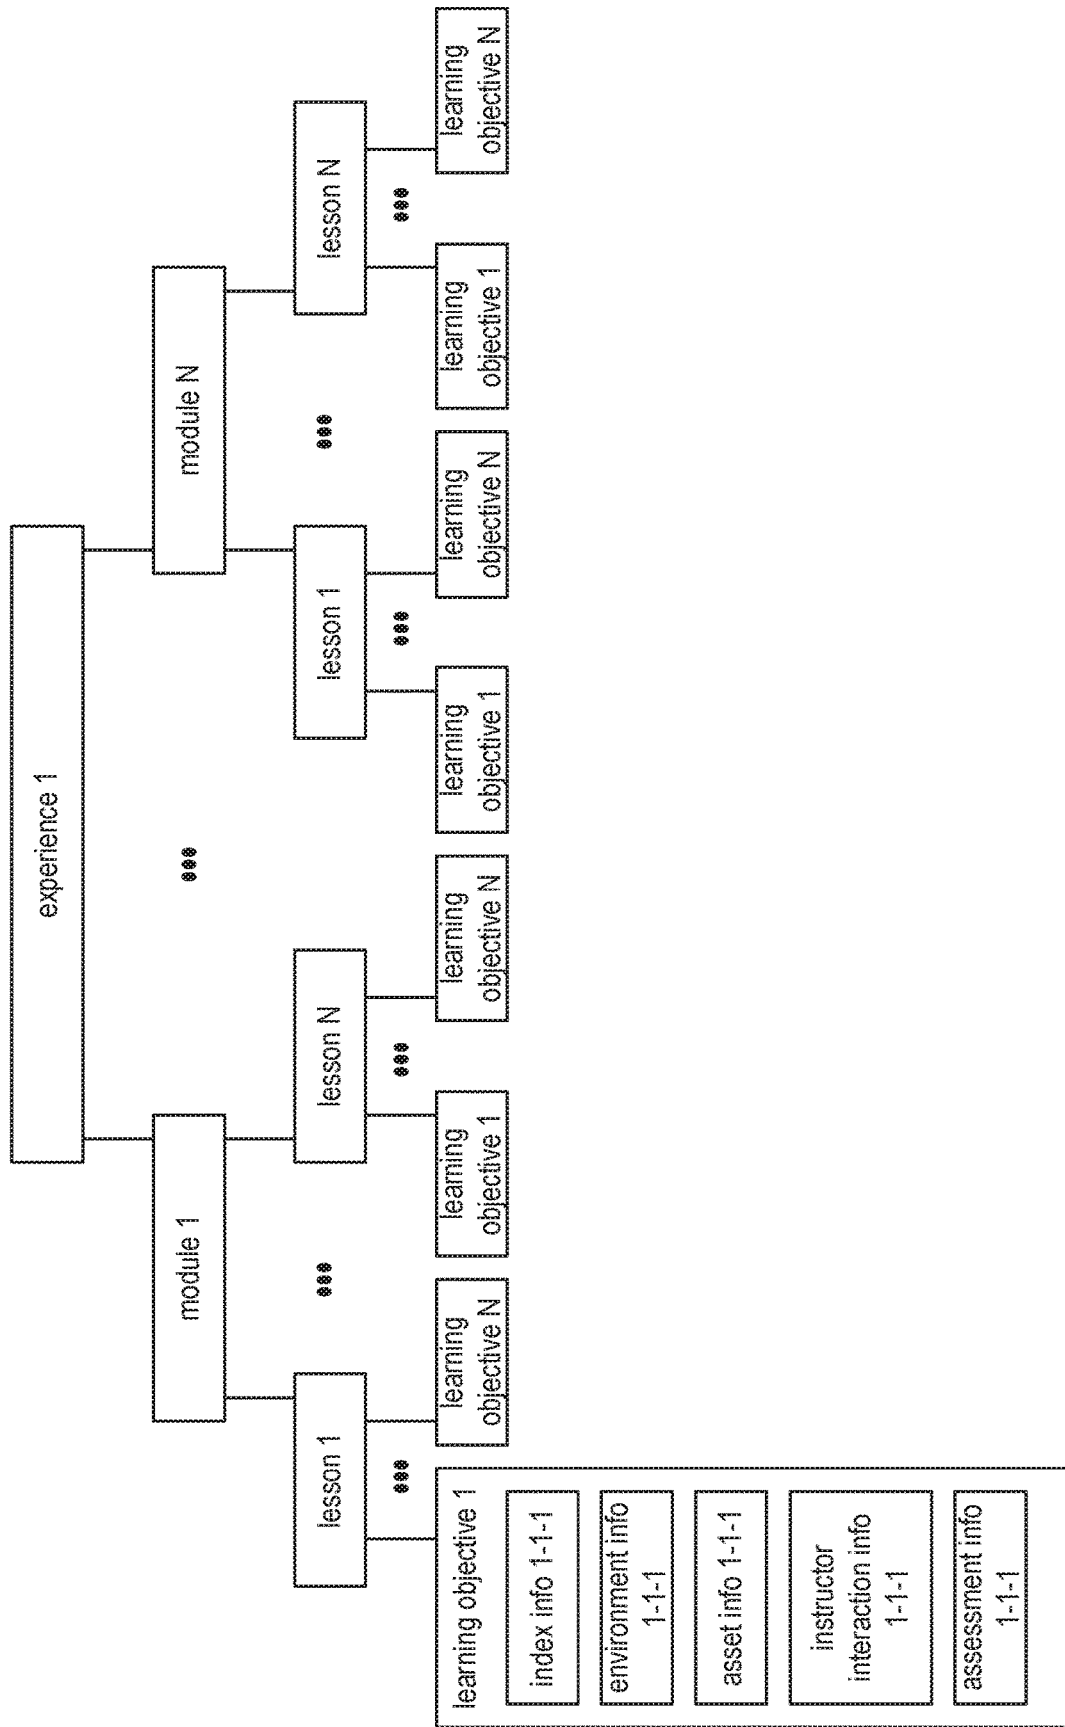 experience 1
module 1
•••
module N
lesson 1
•••
lesson N
lesson 1
•••
lesson N
learning objective 1
index info 1-1-1
environment info
1-1-1
asset info 1-1-1
instructor
interaction info
1-1-1
assessment info
1-1-1
•••
learning
objective N
learning
objective 1
•••
learning
objective N
learning
objective 1
•••
learning
objective N
learning
objective 1
•••
learning
objective N